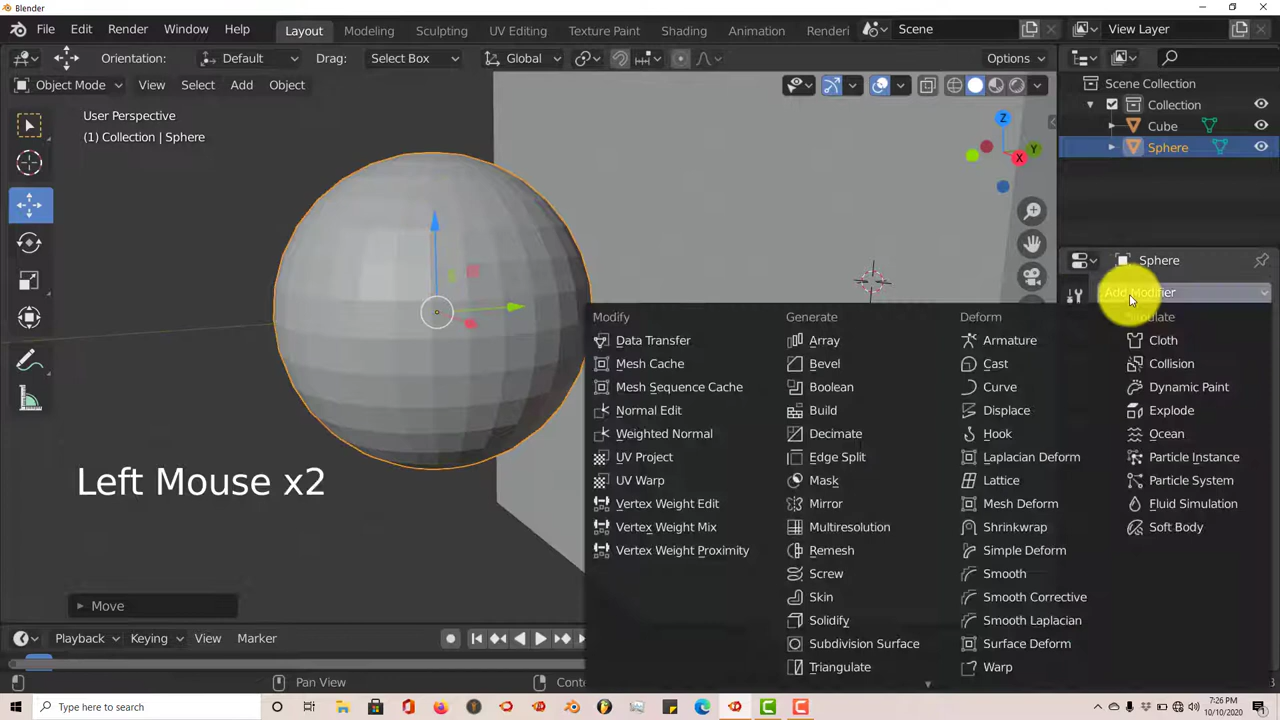 Blender
File Edit Render Window Help Layout Modeling Sculpting UV Editing Texture Paint Shading Animation Renderi Scene View Layer
Orientation: Default Drag: Select Box Global Options
Object Mode View Select Add Object
User Perspective
(1) Collection | Sphere
Z
Y
X
Scene Collection
Collection
Cube
Sphere
Sphere
Add Modifier
Modify Generate Deform ulate
Data Transfer Array Armature Cloth
Mesh Cache Bevel Cast Collision
Mesh Sequence Cache Boolean Curve Dynamic Paint
Normal Edit Build Displace Explode
Weighted Normal Decimate Hook Ocean
UV Project Edge Split Laplacian Deform Particle Instance
UV Warp Mask Lattice Particle System
Vertex Weight Edit Mirror Mesh Deform Fluid Simulation
Vertex Weight Mix Multiresolution Shrinkwrap Soft Body
Vertex Weight Proximity Remesh Simple Deform
Screw Smooth
Skin Smooth Corrective
Solidify Smooth Laplacian
Subdivision Surface Surface Deform
Triangulate Warp
Left Mouse x2
Move
Playback Keying View Marker
Pan View Conte
Type here to search
7:26 PM
10/10/2020